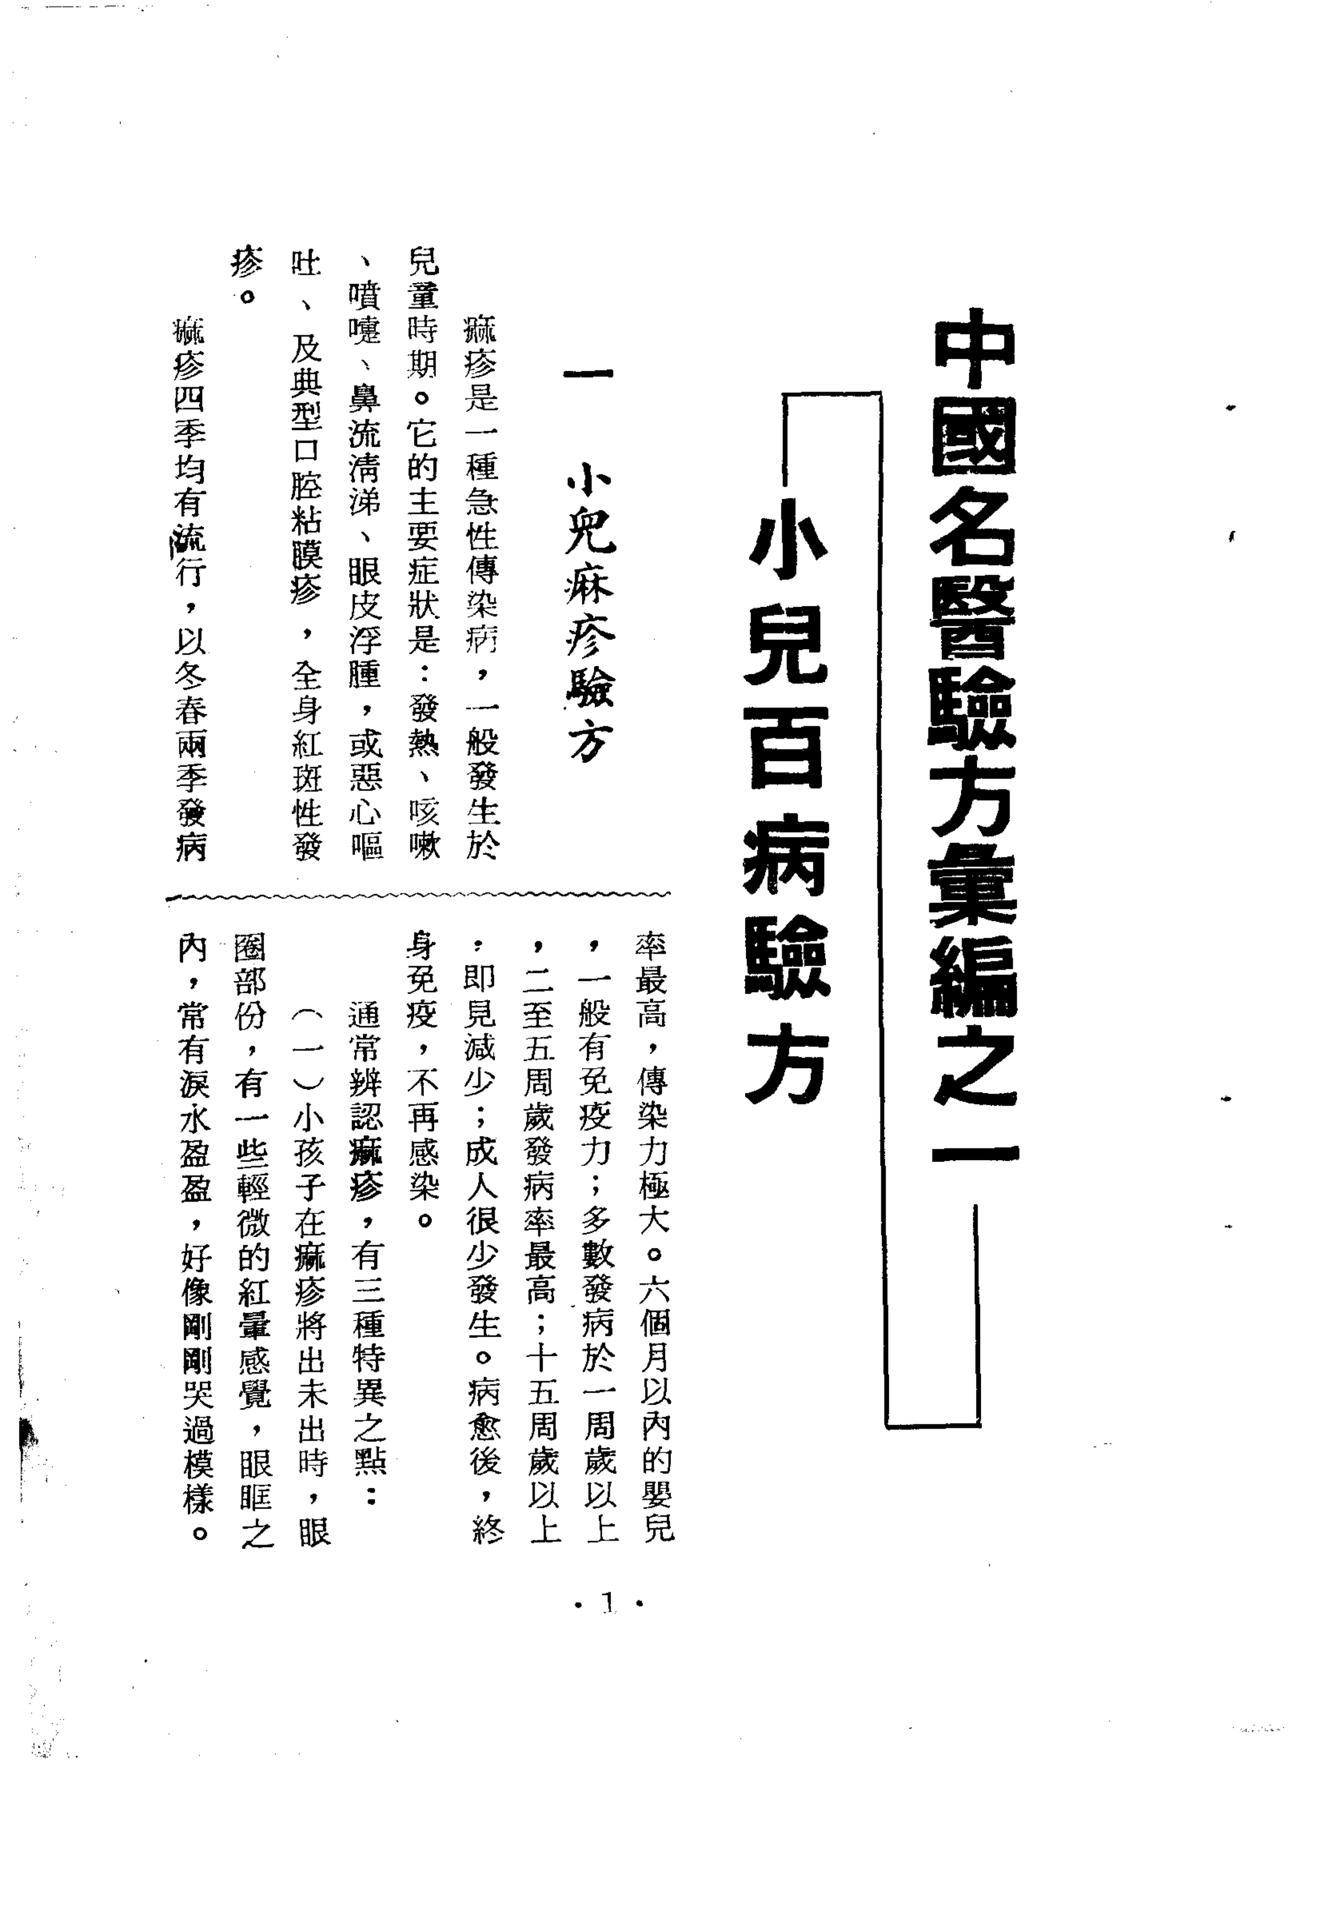 中國名醫驗方彙編之一
小兒百病驗方
一 小兒麻疹驗方
痲疹是一種急性傳染病，一般發生於
兒童時期。它的主要症狀是：發熱、咳嗽
、噴嚏、鼻流清涕、眼皮浮腫，或惡心嘔
吐、及典型口腔粘膜疹，全身紅斑性發
疹。
痲疹四季均有流行，以冬春兩季發病
率最高，傳染力極大。六個月以內的嬰兒
，一般有免疫力；多數發病於一周歲以上
，二至五周歲發病率最高；十五周歲以上
，即見減少；成人很少發生。病愈後，終
身免疫，不再感染。
通常辨認痲疹，有三種特異之點：
（一）小孩子在痲疹將出未出時，眼
圈部份，有一些輕微的紅暈感覺，眼眶之
內，常有淚水盈盈，好像剛剛哭過模樣。
·1·